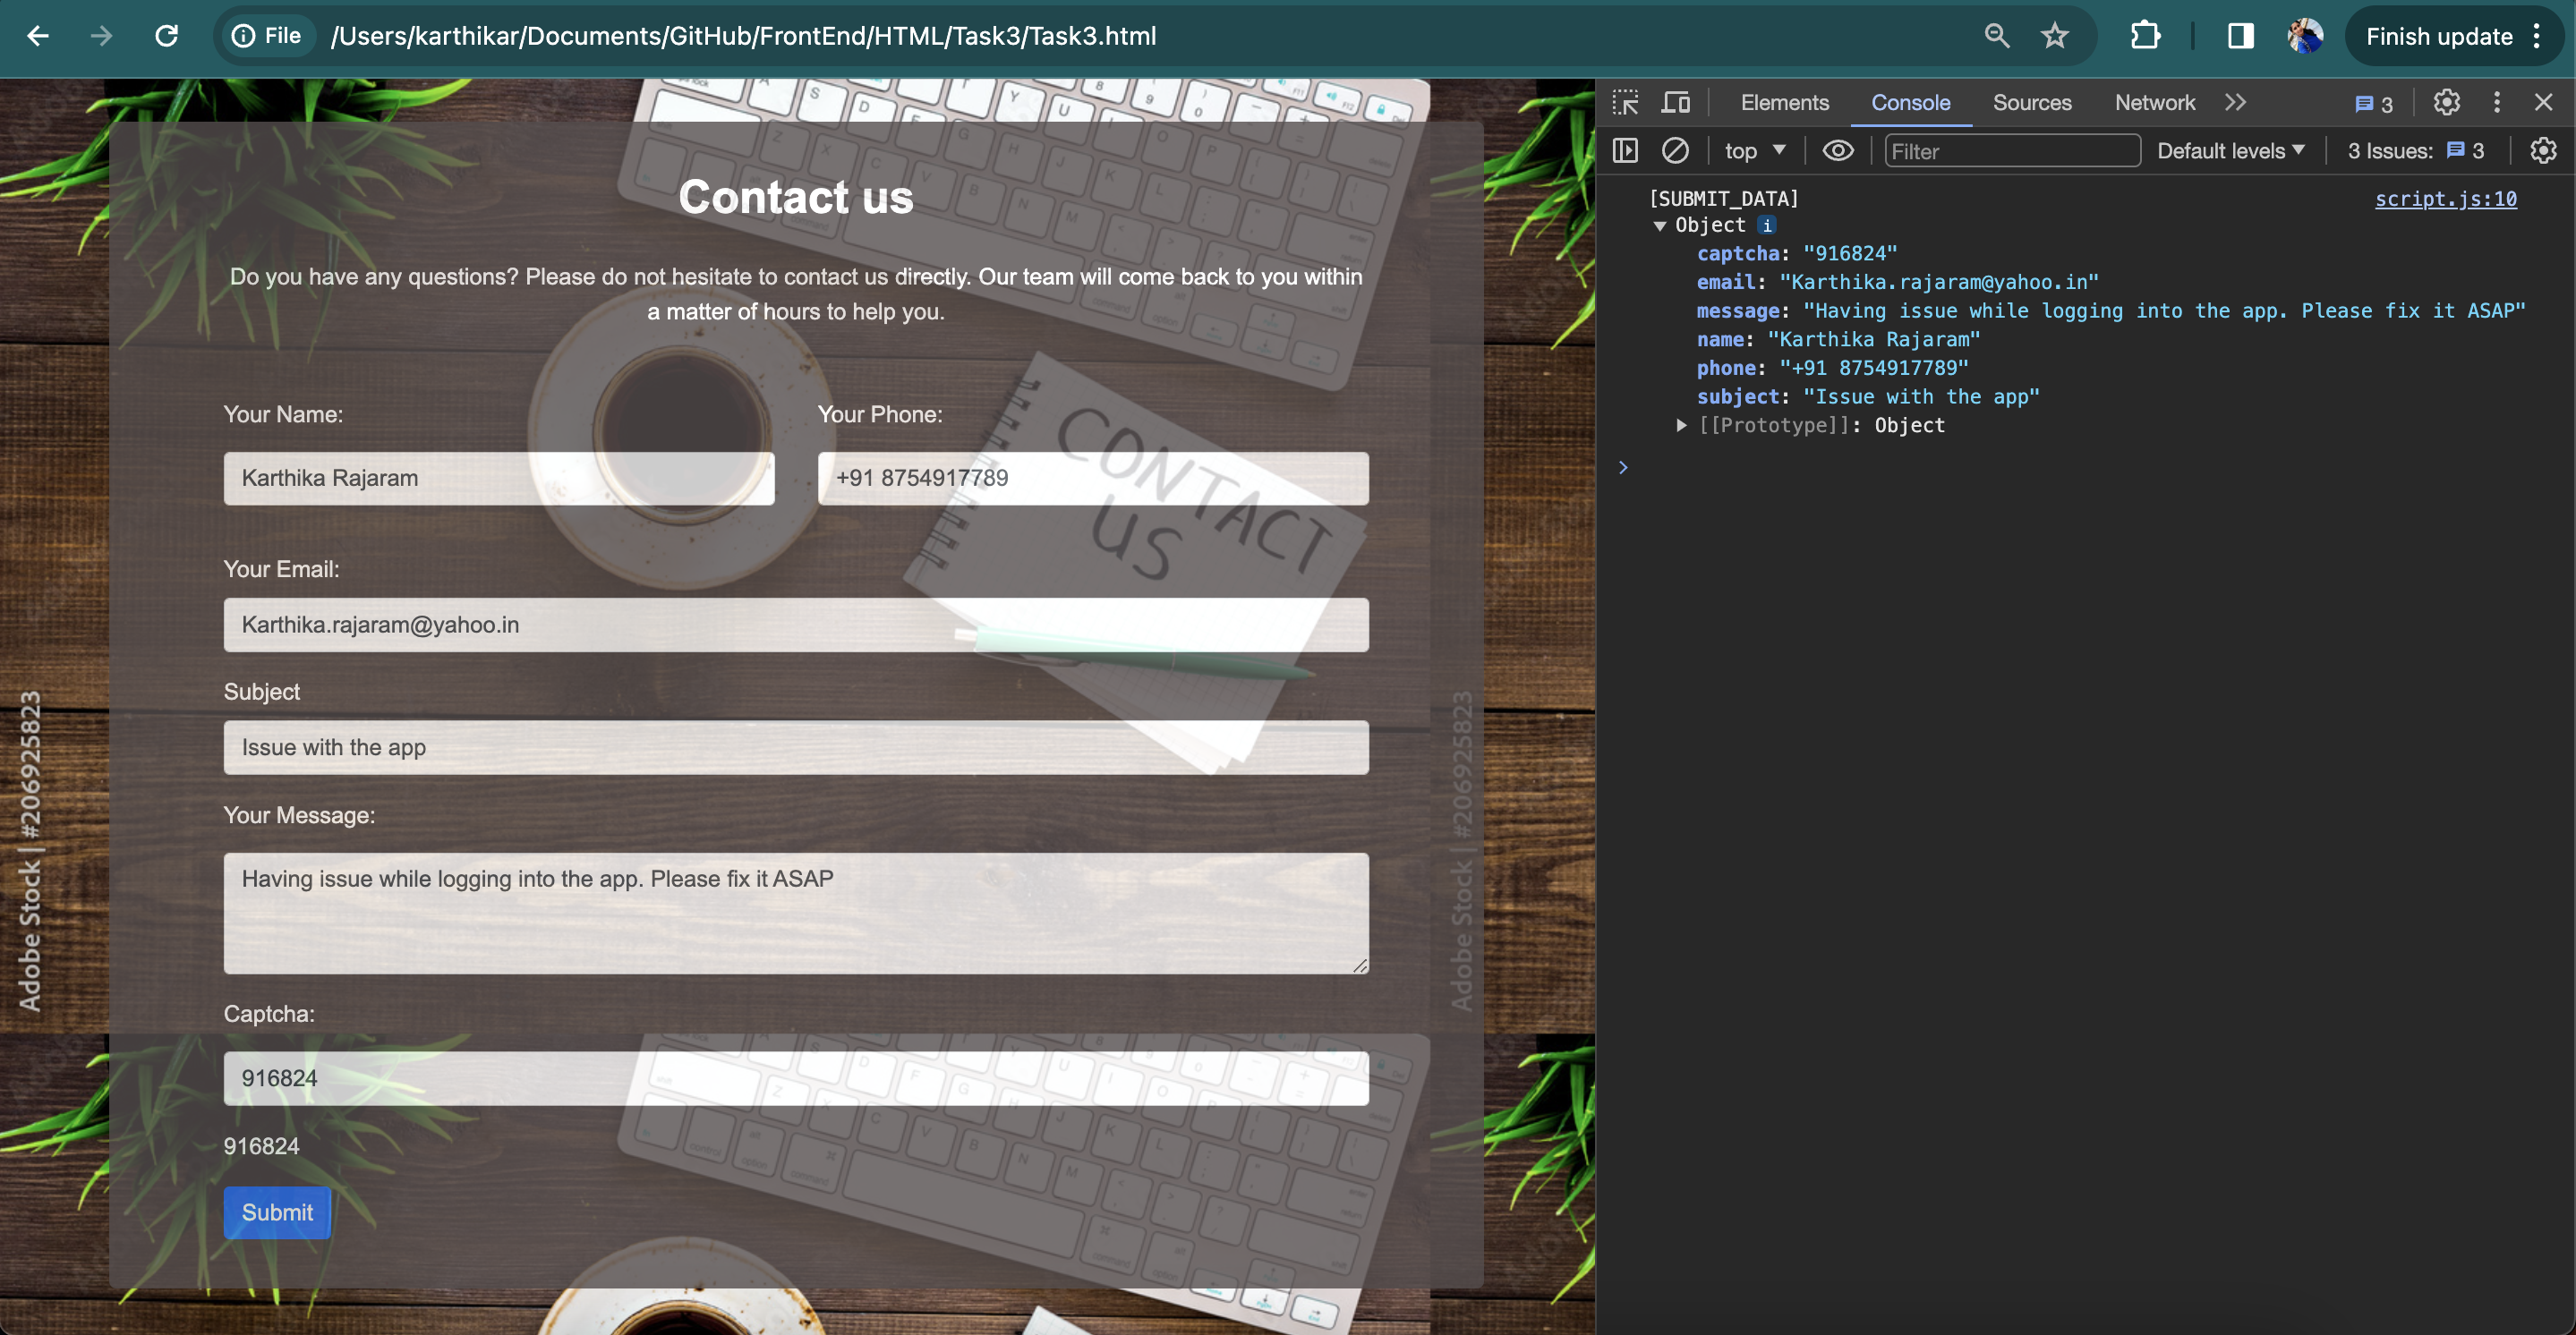 File /Users/karthikar/Documents/GitHub/FrontEnd/HTML/Task3/Task3.html
Finish update
Contact us
Do you have any questions? Please do not hesitate to contact us directly. Our team will come back to you within
a matter of hours to help you.
Your Name:
Your Phone:
Karthika Rajaram
+91 8754917789
CONTACT
US
Your Email:
Karthika.rajaram@yahoo.in
Subject
Issue with the app
Your Message:
Having issue while logging into the app. Please fix it ASAP
Captcha:
916824
916824
Submit
Adobe Stock | #206925823
Adobe Stock | #206925823
Elements Console Sources Network 3
top Filter Default levels 3 Issues: 3
[SUBMIT_DATA] script.js:10
Object i
captcha: "916824"
email: "Karthika.rajaram@yahoo.in"
message: "Having issue while logging into the app. Please fix it ASAP"
name: "Karthika Rajaram"
phone: "+91 8754917789"
subject: "Issue with the app"
[[Prototype]]: Object